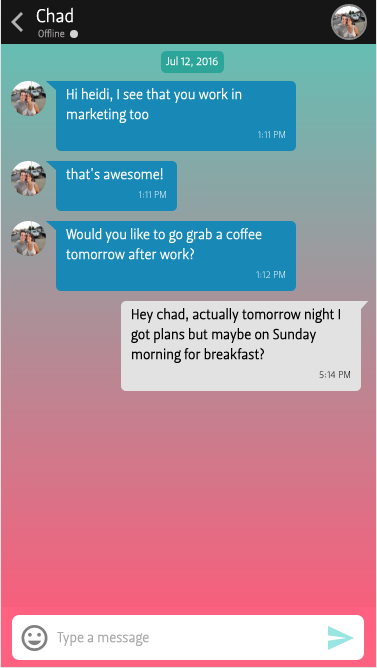 Chad
Offline
Jul 12, 2016
Hi heidi, I see that you work in
marketing too
1:11 PM
that's awesome!
1:11 PM
Would you like to go grab a coffee
tomorrow after work?
1:12 PM
Hey chad, actually tomorrow night I
got plans but maybe on Sunday
morning for breakfast?
5:14 PM
Type a message